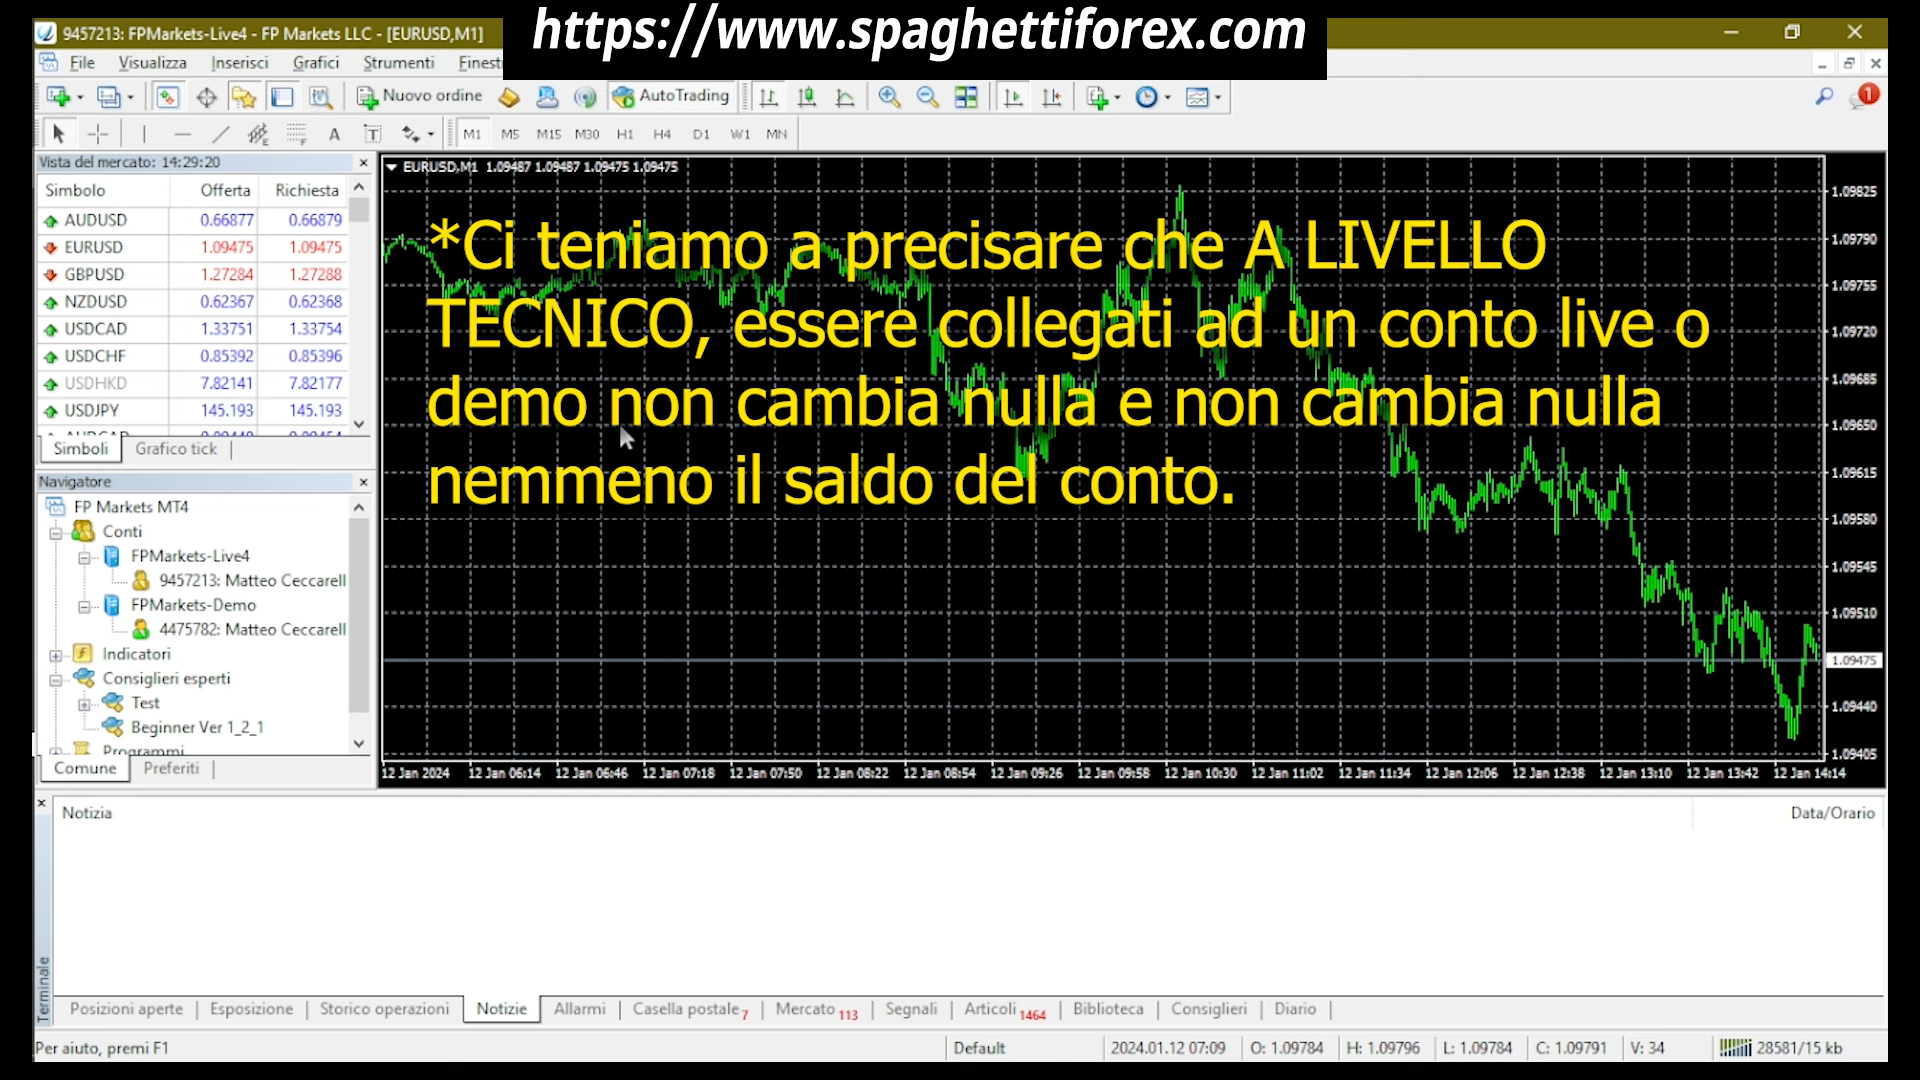 https://www.spaghettiforex.com
9457213: FPMarkets-Live4 - FP Markets LLC - [EURUSD,M1]
File Visualizza Inserisci Grafici Strumenti
Nuovo ordine AutoTrading 1
A T M1 M5 M15 M30 H1 H4 D1 W1 MN
Vista del mercato: 14:29:20
Simbolo Offerta Richiesta
AUDUSD 0.66877 0.66879
EURUSD 1.09475 1.09475
GBPUSD 1.27284 1.27288
NZDUSD 0.62367 0.62368
USDCAD 1.33751 1.33754
USDCHF 0.85392 0.85396
USDHKD 7.82141 7.82177
USDJPY 145.193 145.193
Simboli Grafico tick
Navigatore
FP Markets MT4
Conti
FPMarkets-Live4
9457213: Matteo Ceccarell
FPMarkets-Demo
4475782: Matteo Ceccarell
Indicatori
Consiglieri esperti
Test
Beginner Ver 1_2_1
Programmi
Comune Preferiti
EURUSD,M1 1.09487 1.09487 1.09475 1.09475
*Ci teniamo a precisare che A LIVELLO
TECNICO, essere collegati ad un conto live o
demo non cambia nulla e non cambia nulla
nemmeno il saldo del conto.
1.09825
1.09790
1.09755
1.09720
1.09685
1.09650
1.09615
1.09580
1.09545
1.09510
1.09475
1.09440
1.09405
12 Jan 2024 12 Jan 06:14 12 Jan 06:46 12 Jan 07:18 12 Jan 07:50 12 Jan 08:22 12 Jan 08:54 12 Jan 09:26 12 Jan 09:58 12 Jan 10:30 12 Jan 11:02 12 Jan 11:34 12 Jan 12:06 12 Jan 12:38 12 Jan 13:10 12 Jan 13:42 12 Jan 14:14
Notizia Data/Orario
Terminale
Posizioni aperte Esposizione Storico operazioni Notizie Allarmi Casella postale 7 Mercato 113 Segnali Articoli 1464 Biblioteca Consiglieri Diario
Per aiuto, premi F1 Default 2024.01.12 07:09 O: 1.09784 H: 1.09796 L: 1.09784 C: 1.09791 V: 34 28581/15 kb